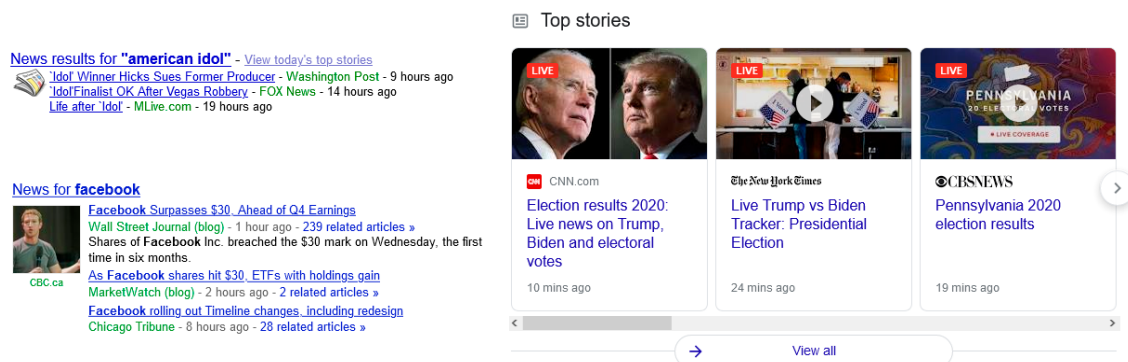 News results for "american idol" - View today's top stories
`Idol' Winner Hicks Sues Former Producer - Washington Post - 9 hours ago
`Idol'Finalist OK After Vegas Robbery - FOX News - 14 hours ago
Life after `Idol' - MLive.com - 19 hours ago
News for facebook
Facebook Surpasses $30, Ahead of Q4 Earnings
Wall Street Journal (blog) - 1 hour ago - 239 related articles »
Shares of Facebook Inc. breached the $30 mark on Wednesday, the first
time in six months.
CBC.ca
As Facebook shares hit $30, ETFs with holdings gain
MarketWatch (blog) - 2 hours ago - 2 related articles »
Facebook rolling out Timeline changes, including redesign
Chicago Tribune - 8 hours ago - 28 related articles »
Top stories
LIVE
CNN
CNN.com
Election results 2020:
Live news on Trump,
Biden and electoral
votes
10 mins ago
LIVE
I Voted
I Voted
The New York Times
Live Trump vs Biden
Tracker: Presidential
Election
24 mins ago
LIVE
PENNSYLVANIA
20 ELECTORAL VOTES
LIVE COVERAGE
CBSNEWS
Pennsylvania 2020
election results
19 mins ago
View all